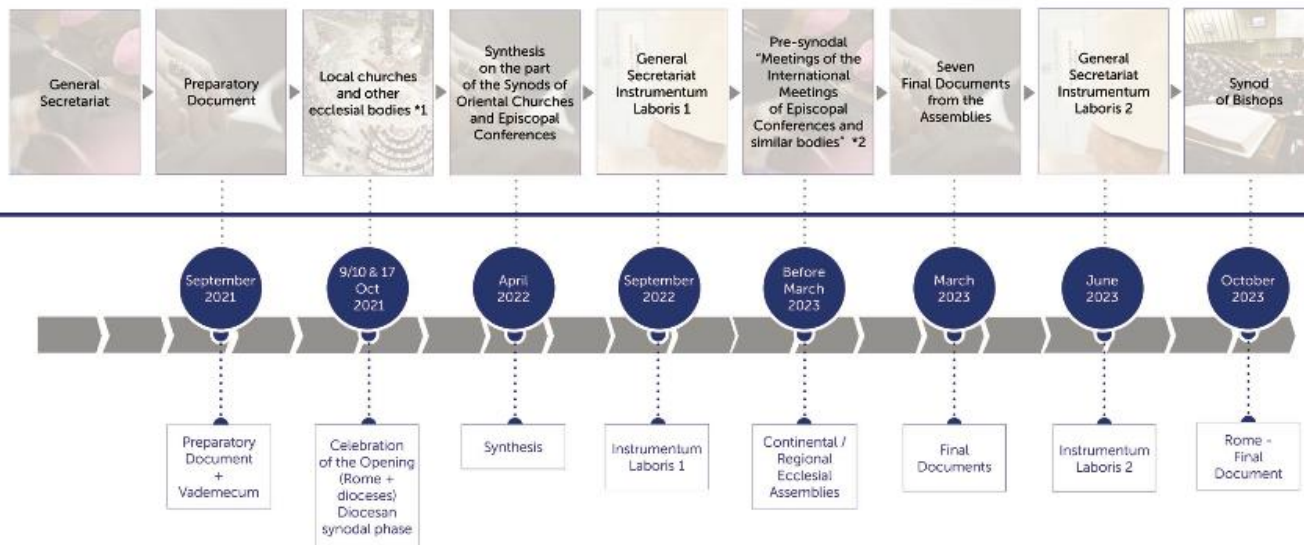 General
Secretariat
Preparatory
Document
Local churches
and other
ecclesial bodies *1
Synthesis
on the part
of the Synods of
Oriental Churches
and Episcopal
Conferences
General
Secretariat
Instrumentum
Laboris 1
Pre-synodal
“Meetings of the
International
Meetings
of Episcopal
Conferences and
similar bodies” *2
Seven
Final Documents
from the
Assemblies
General
Secretariat
Instrumentum
Laboris 2
Synod
of Bishops
September
2021
9/10 & 17
Oct
2021
April
2022
September
2022
Before
March
2023
March
2023
June
2023
October
2023
Preparatory
Document
+
Vademecum
Celebration
of the Opening
(Rome +
dioceses)
Diocesan
synodal phase
Synthesis
Instrumentum
Laboris 1
Continental /
Regional
Ecclesial
Assemblies
Final
Documents
Instrumentum
Laboris 2
Rome -
Final
Document